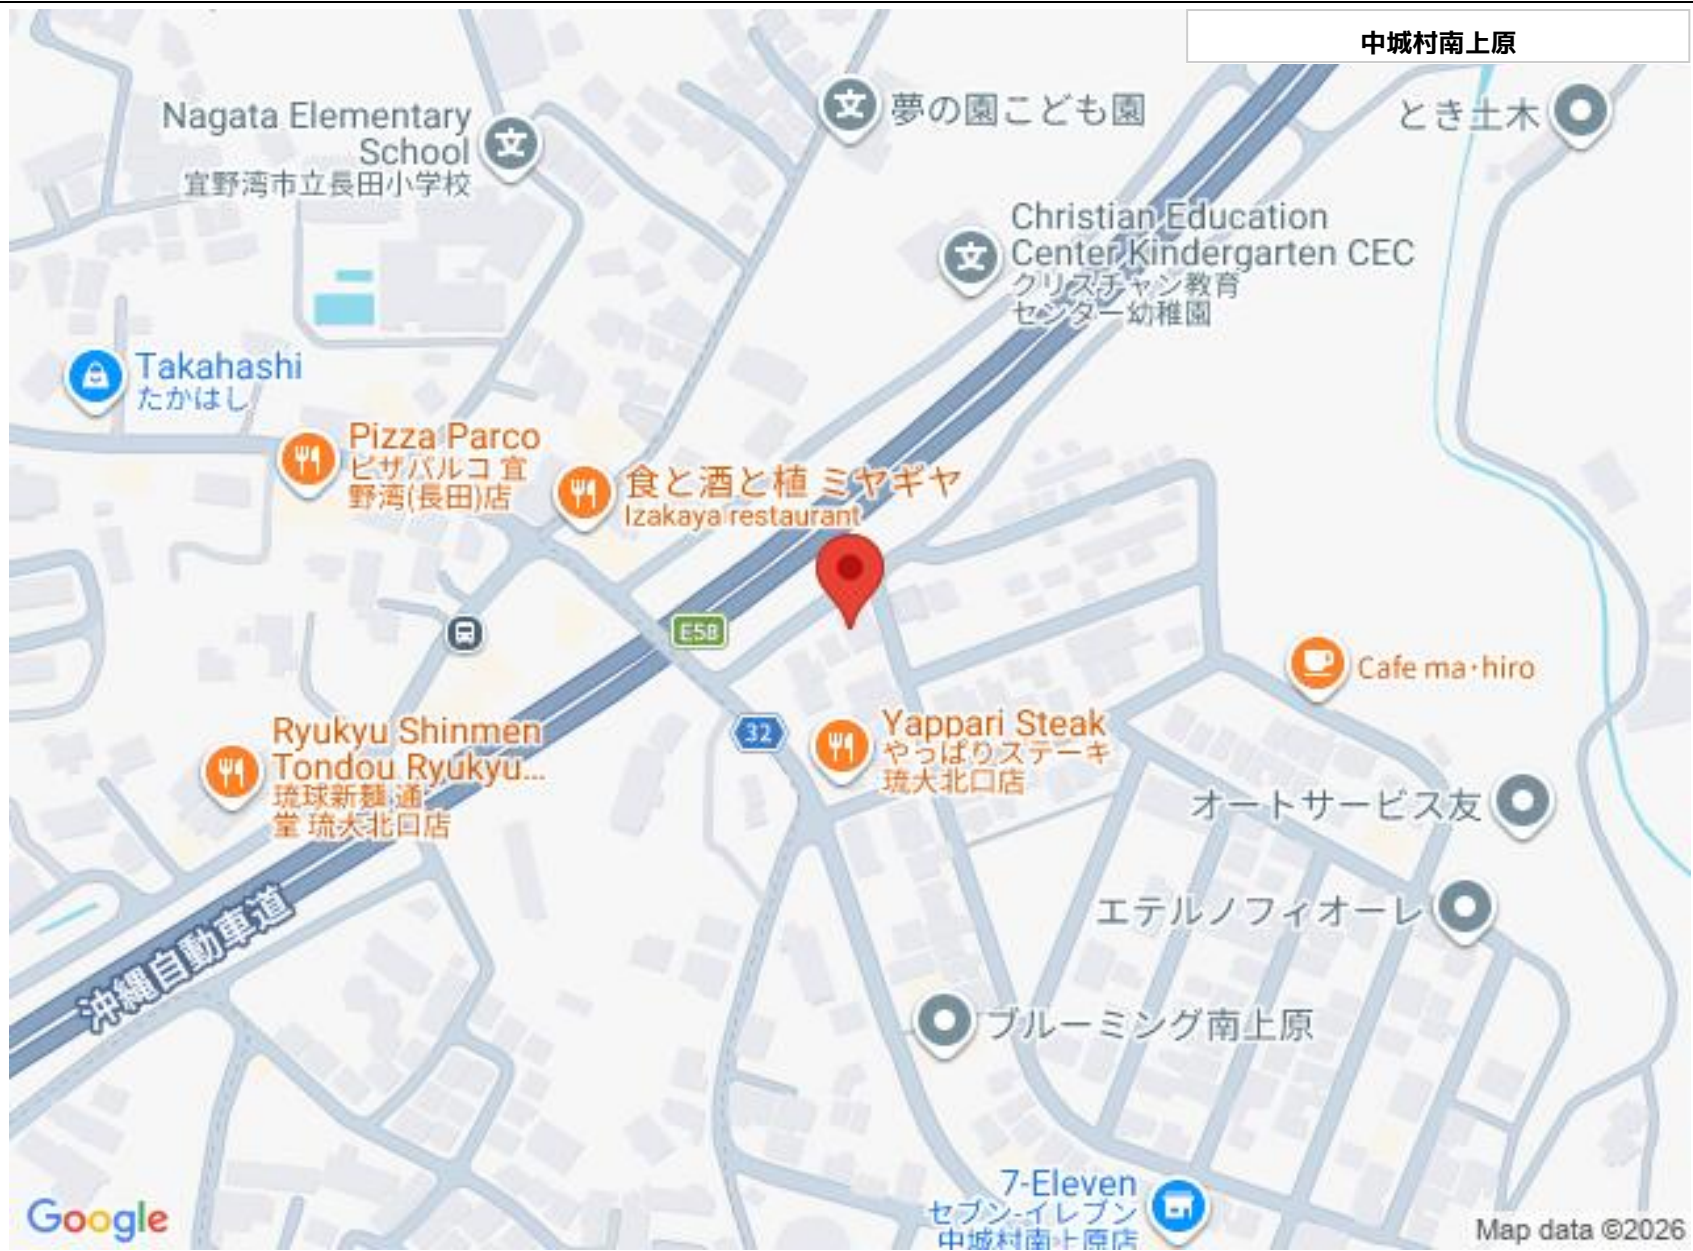 中城村南上原
Nagata Elementary
School
宜野湾市立長田小学校
夢の園こども園
とき土木
Christian Education
Center Kindergarten CEC
クリスチャン教育
センター幼稚園
Takahashi
たかはし
Pizza Parco
ピザパルコ 宜
野湾(長田)店
食と酒と植 ミヤギヤ
Izakaya restaurant
E58
Cafe ma・hiro
32
Yappari Steak
やっぱりステーキ
琉大北口店
Ryukyu Shinmen
Tondou Ryukyu...
琉球新麺 通
堂 琉大北口店
オートサービス友
エテルノフィオーレ
沖縄自動車道
ブルーミング南上原
7-Eleven
セブン-イレブン
中城村南上原店
Google
Map data ©2026